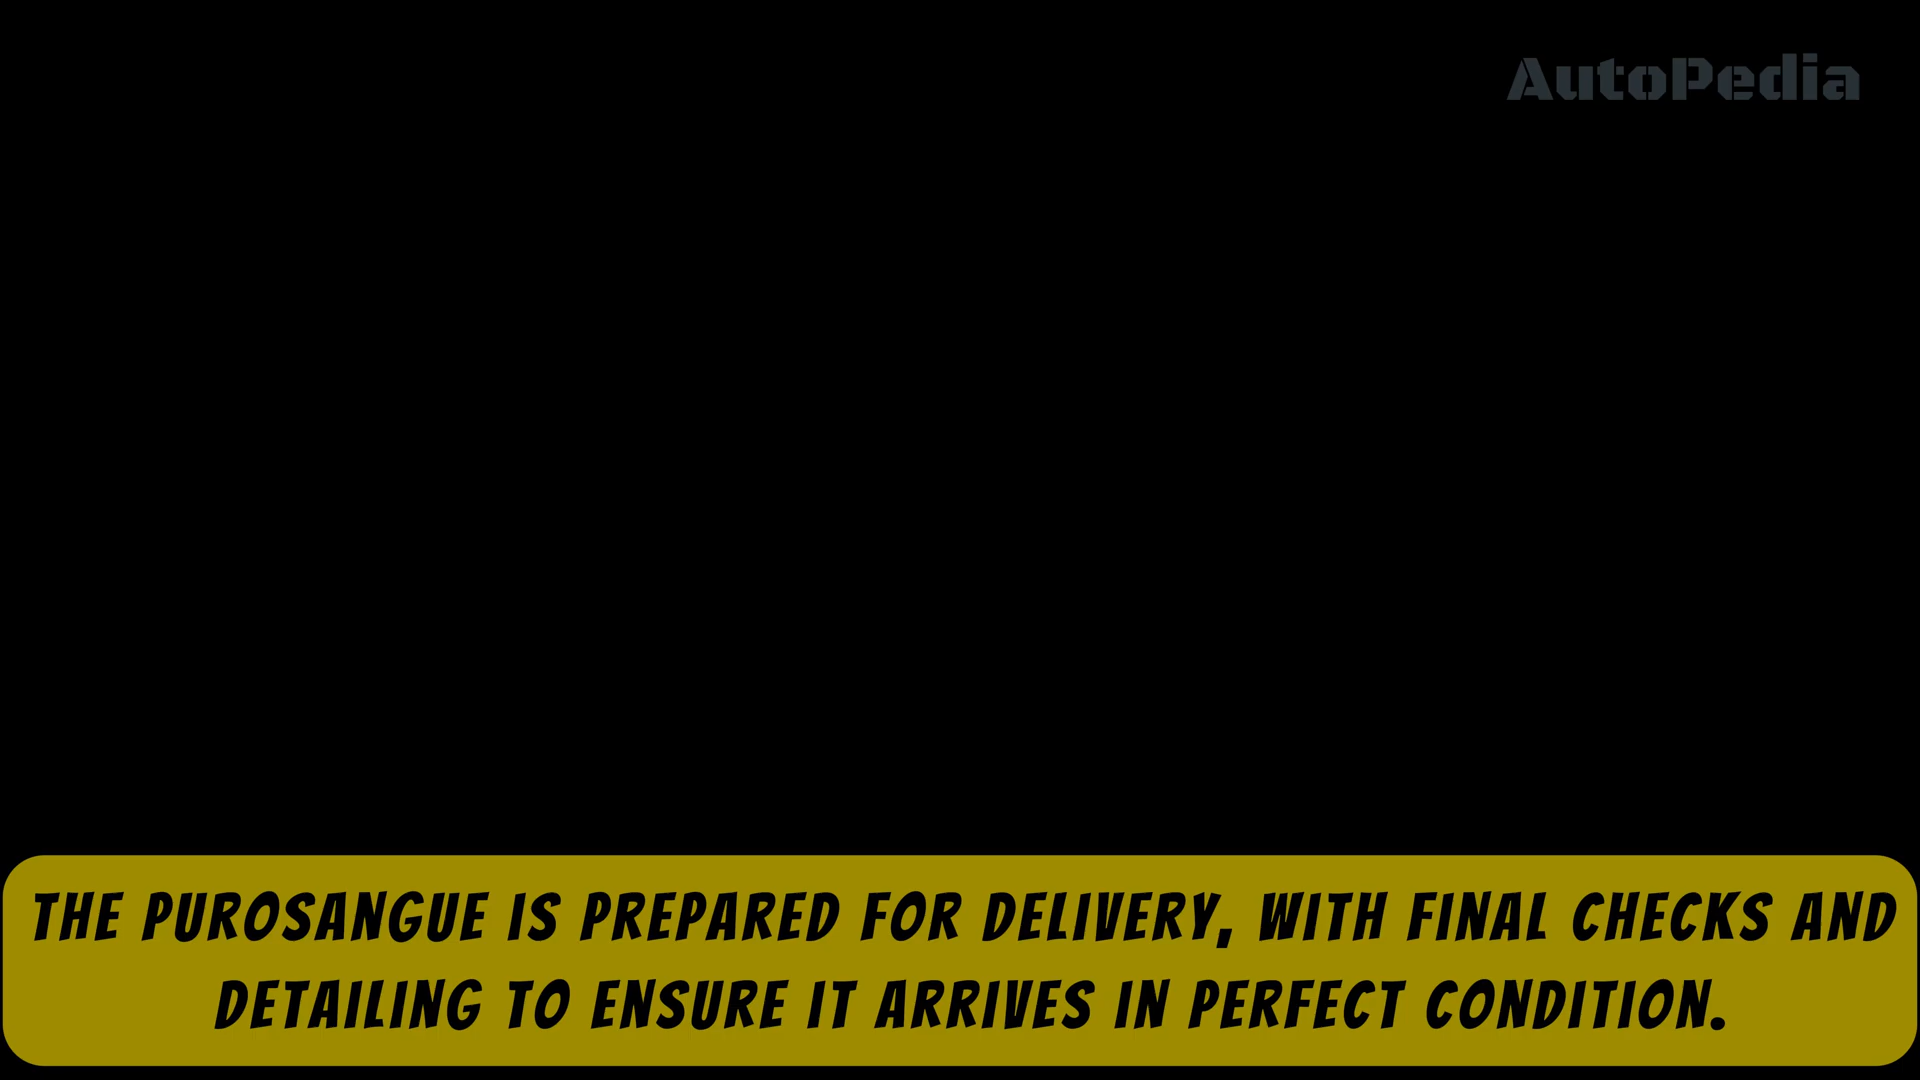 AutoPedia
THE PUROSANGUE IS PREPARED FOR DELIVERY, WITH FINAL CHECKS AND
DETAILING TO ENSURE IT ARRIVES IN PERFECT CONDITION.